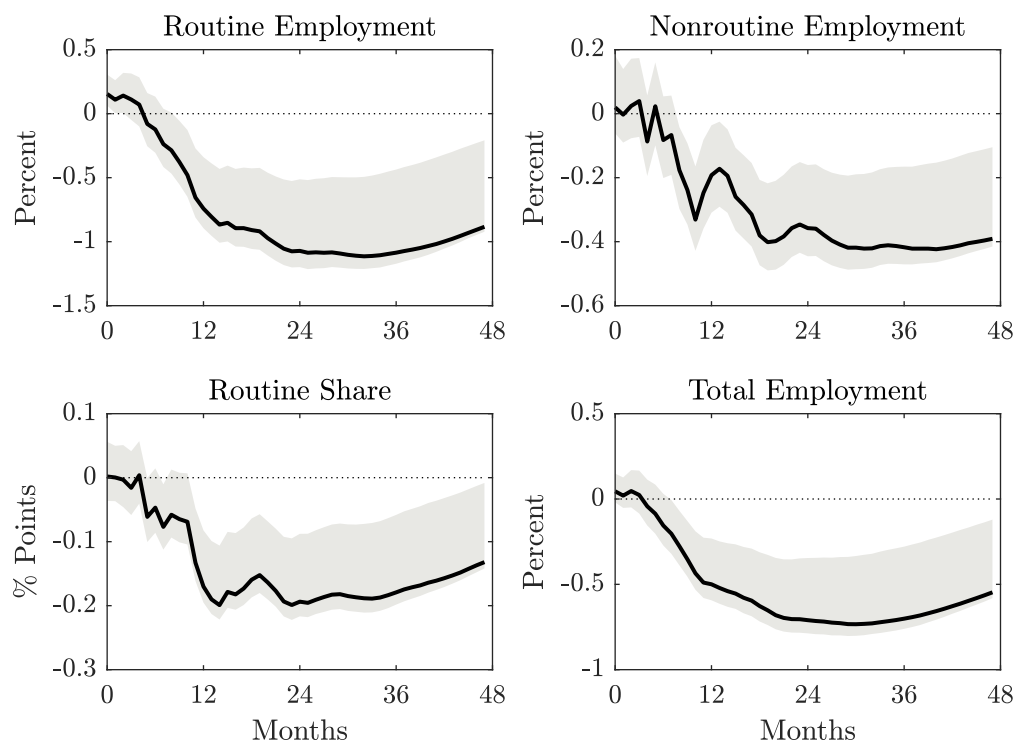 Routine Employment
0.5
0
-0.5
-1
-1.5
Percent
0 12 24 36 48
Nonroutine Employment
0.2
0
-0.2
-0.4
-0.6
Percent
0 12 24 36 48
Routine Share
0.1
0
-0.1
-0.2
-0.3
% Points
0 12 24 36 48
Months
Total Employment
0.5
0
-0.5
-1
Percent
0 12 24 36 48
Months